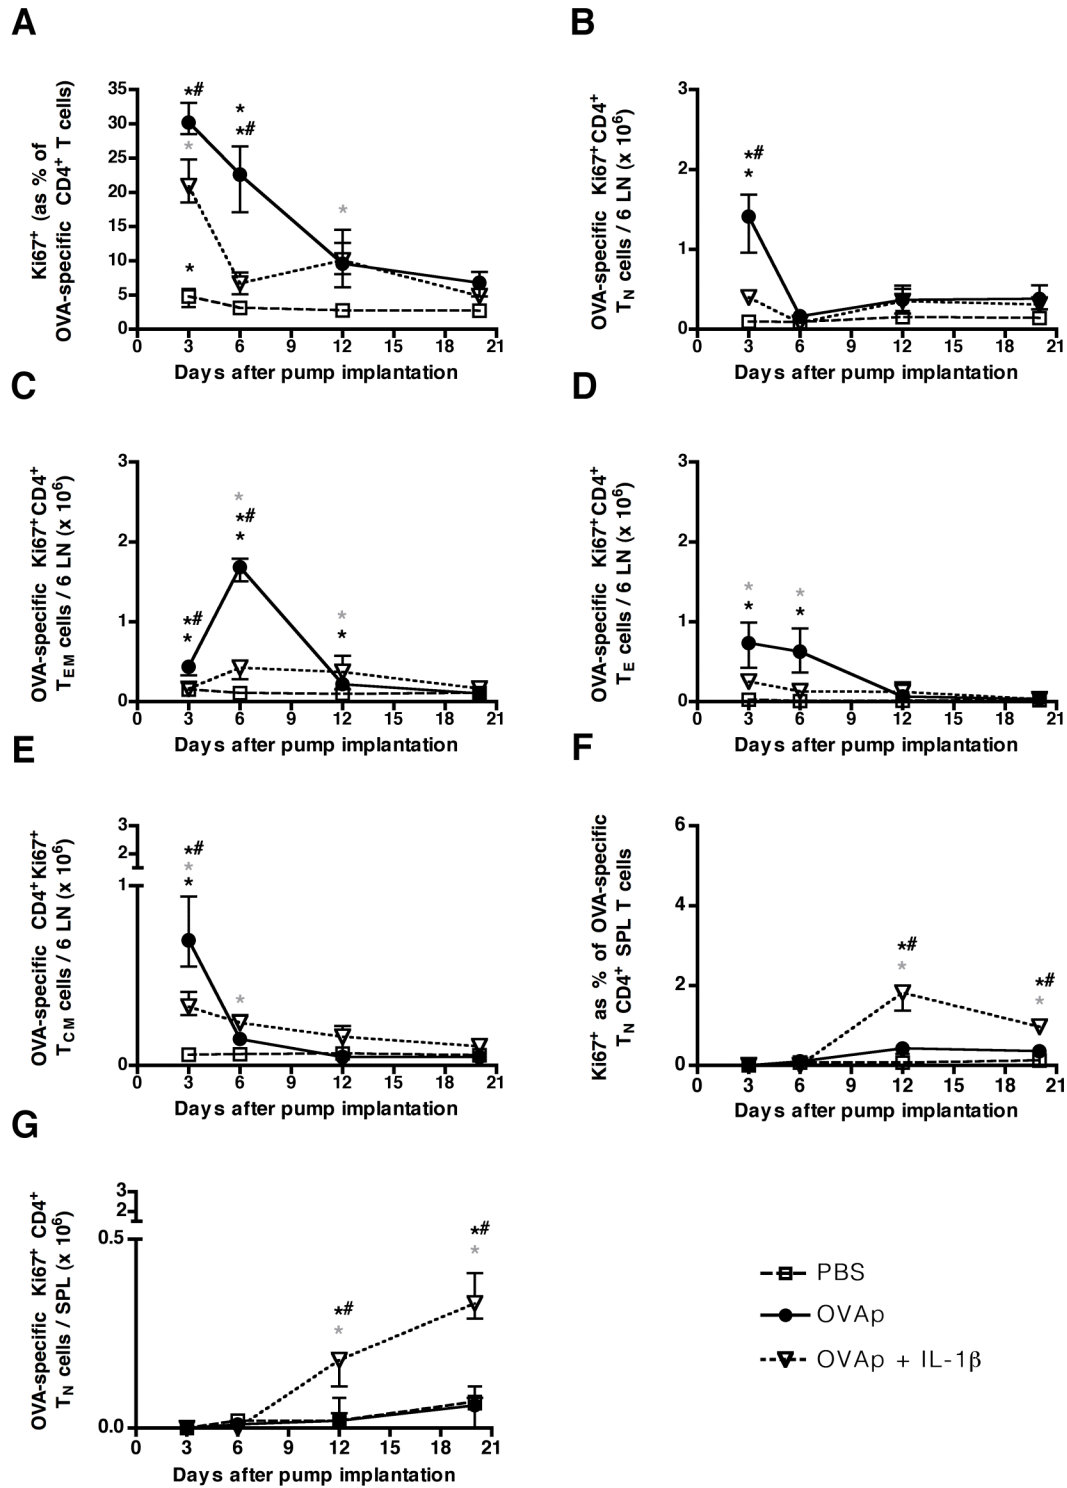 A
Ki67⁺ (as % of
OVA-specific CD4⁺ T cells)
35
30
25
20
15
10
5
0
*#
*
*
*#
*
*
0 3 6 9 12 15 18 21
Days after pump implantation
B
OVA-specific Ki67⁺CD4⁺
T_N cells / 6 LN (x 10⁶)
3
2
1
0
*#
*
0 3 6 9 12 15 18 21
Days after pump implantation
C
OVA-specific Ki67⁺CD4⁺
T_EM cells / 6 LN (x 10⁶)
3
2
1
0
*#
*
*
*#
*
*
*
0 3 6 9 12 15 18 21
Days after pump implantation
D
OVA-specific Ki67⁺CD4⁺
T_E cells / 6 LN (x 10⁶)
3
2
1
0
*
*
*
*
0 3 6 9 12 15 18 21
Days after pump implantation
E
OVA-specific CD4⁺Ki67⁺
T_CM cells / 6 LN (x 10⁶)
3
2
1
0
*#
*
*
*
0 3 6 9 12 15 18 21
Days after pump implantation
F
Ki67⁺ as % of OVA-specific
T_N CD4⁺ SPL T cells
6
4
2
0
*#
*
*#
*
0 3 6 9 12 15 18 21
Days after pump implantation
G
OVA-specific Ki67⁺ CD4⁺
T_N cells / SPL (x 10⁶)
3
2
0.5
0.0
*#
*
*#
*
0 3 6 9 12 15 18 21
Days after pump implantation
PBS
OVAp
OVAp + IL-1β